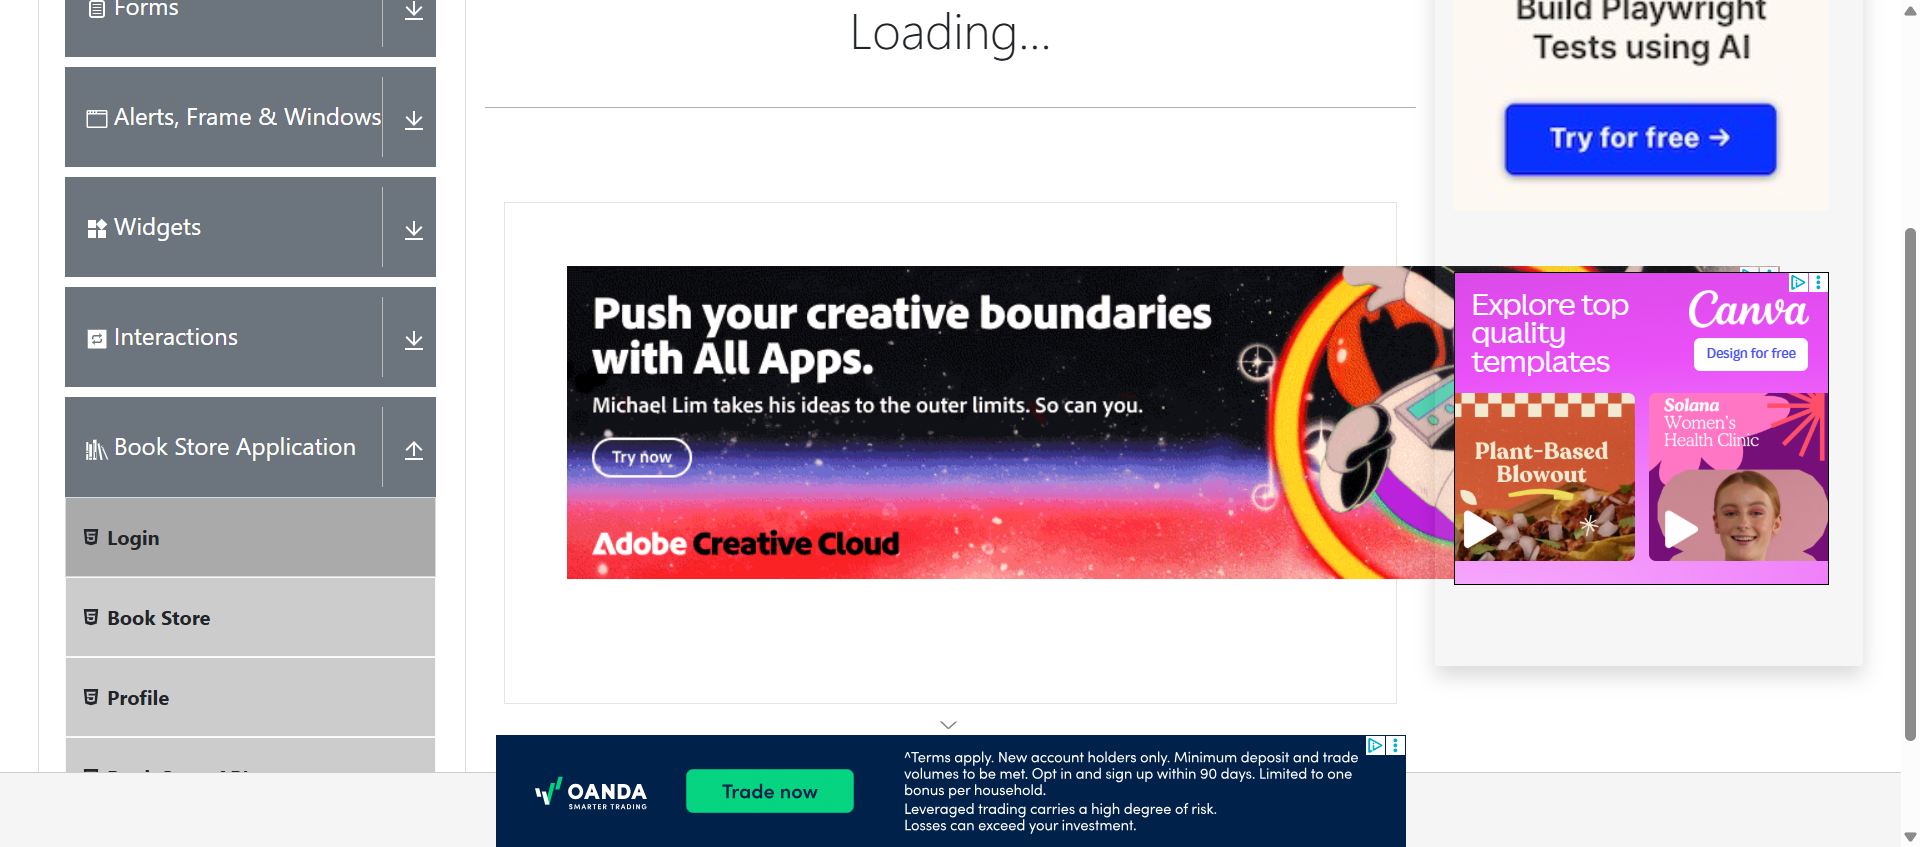 Forms
Alerts, Frame & Windows
Widgets
Interactions
Book Store Application
Login
Book Store
Profile
Loading...
Push your creative boundaries
with All Apps.
Michael Lim takes his ideas to the outer limits. So can you.
Try now
Adobe Creative Cloud
Build Playwright
Tests using AI
Try for free →
Explore top
quality
templates
Canva
Design for free
Plant-Based
Blowout
Solana
Women's
Health Clinic
OANDA
SMARTER TRADING
Trade now
^Terms apply. New account holders only. Minimum deposit and trade
volumes to be met. Opt in and sign up within 90 days. Limited to one
bonus per household.
Leveraged trading carries a high degree of risk.
Losses can exceed your investment.